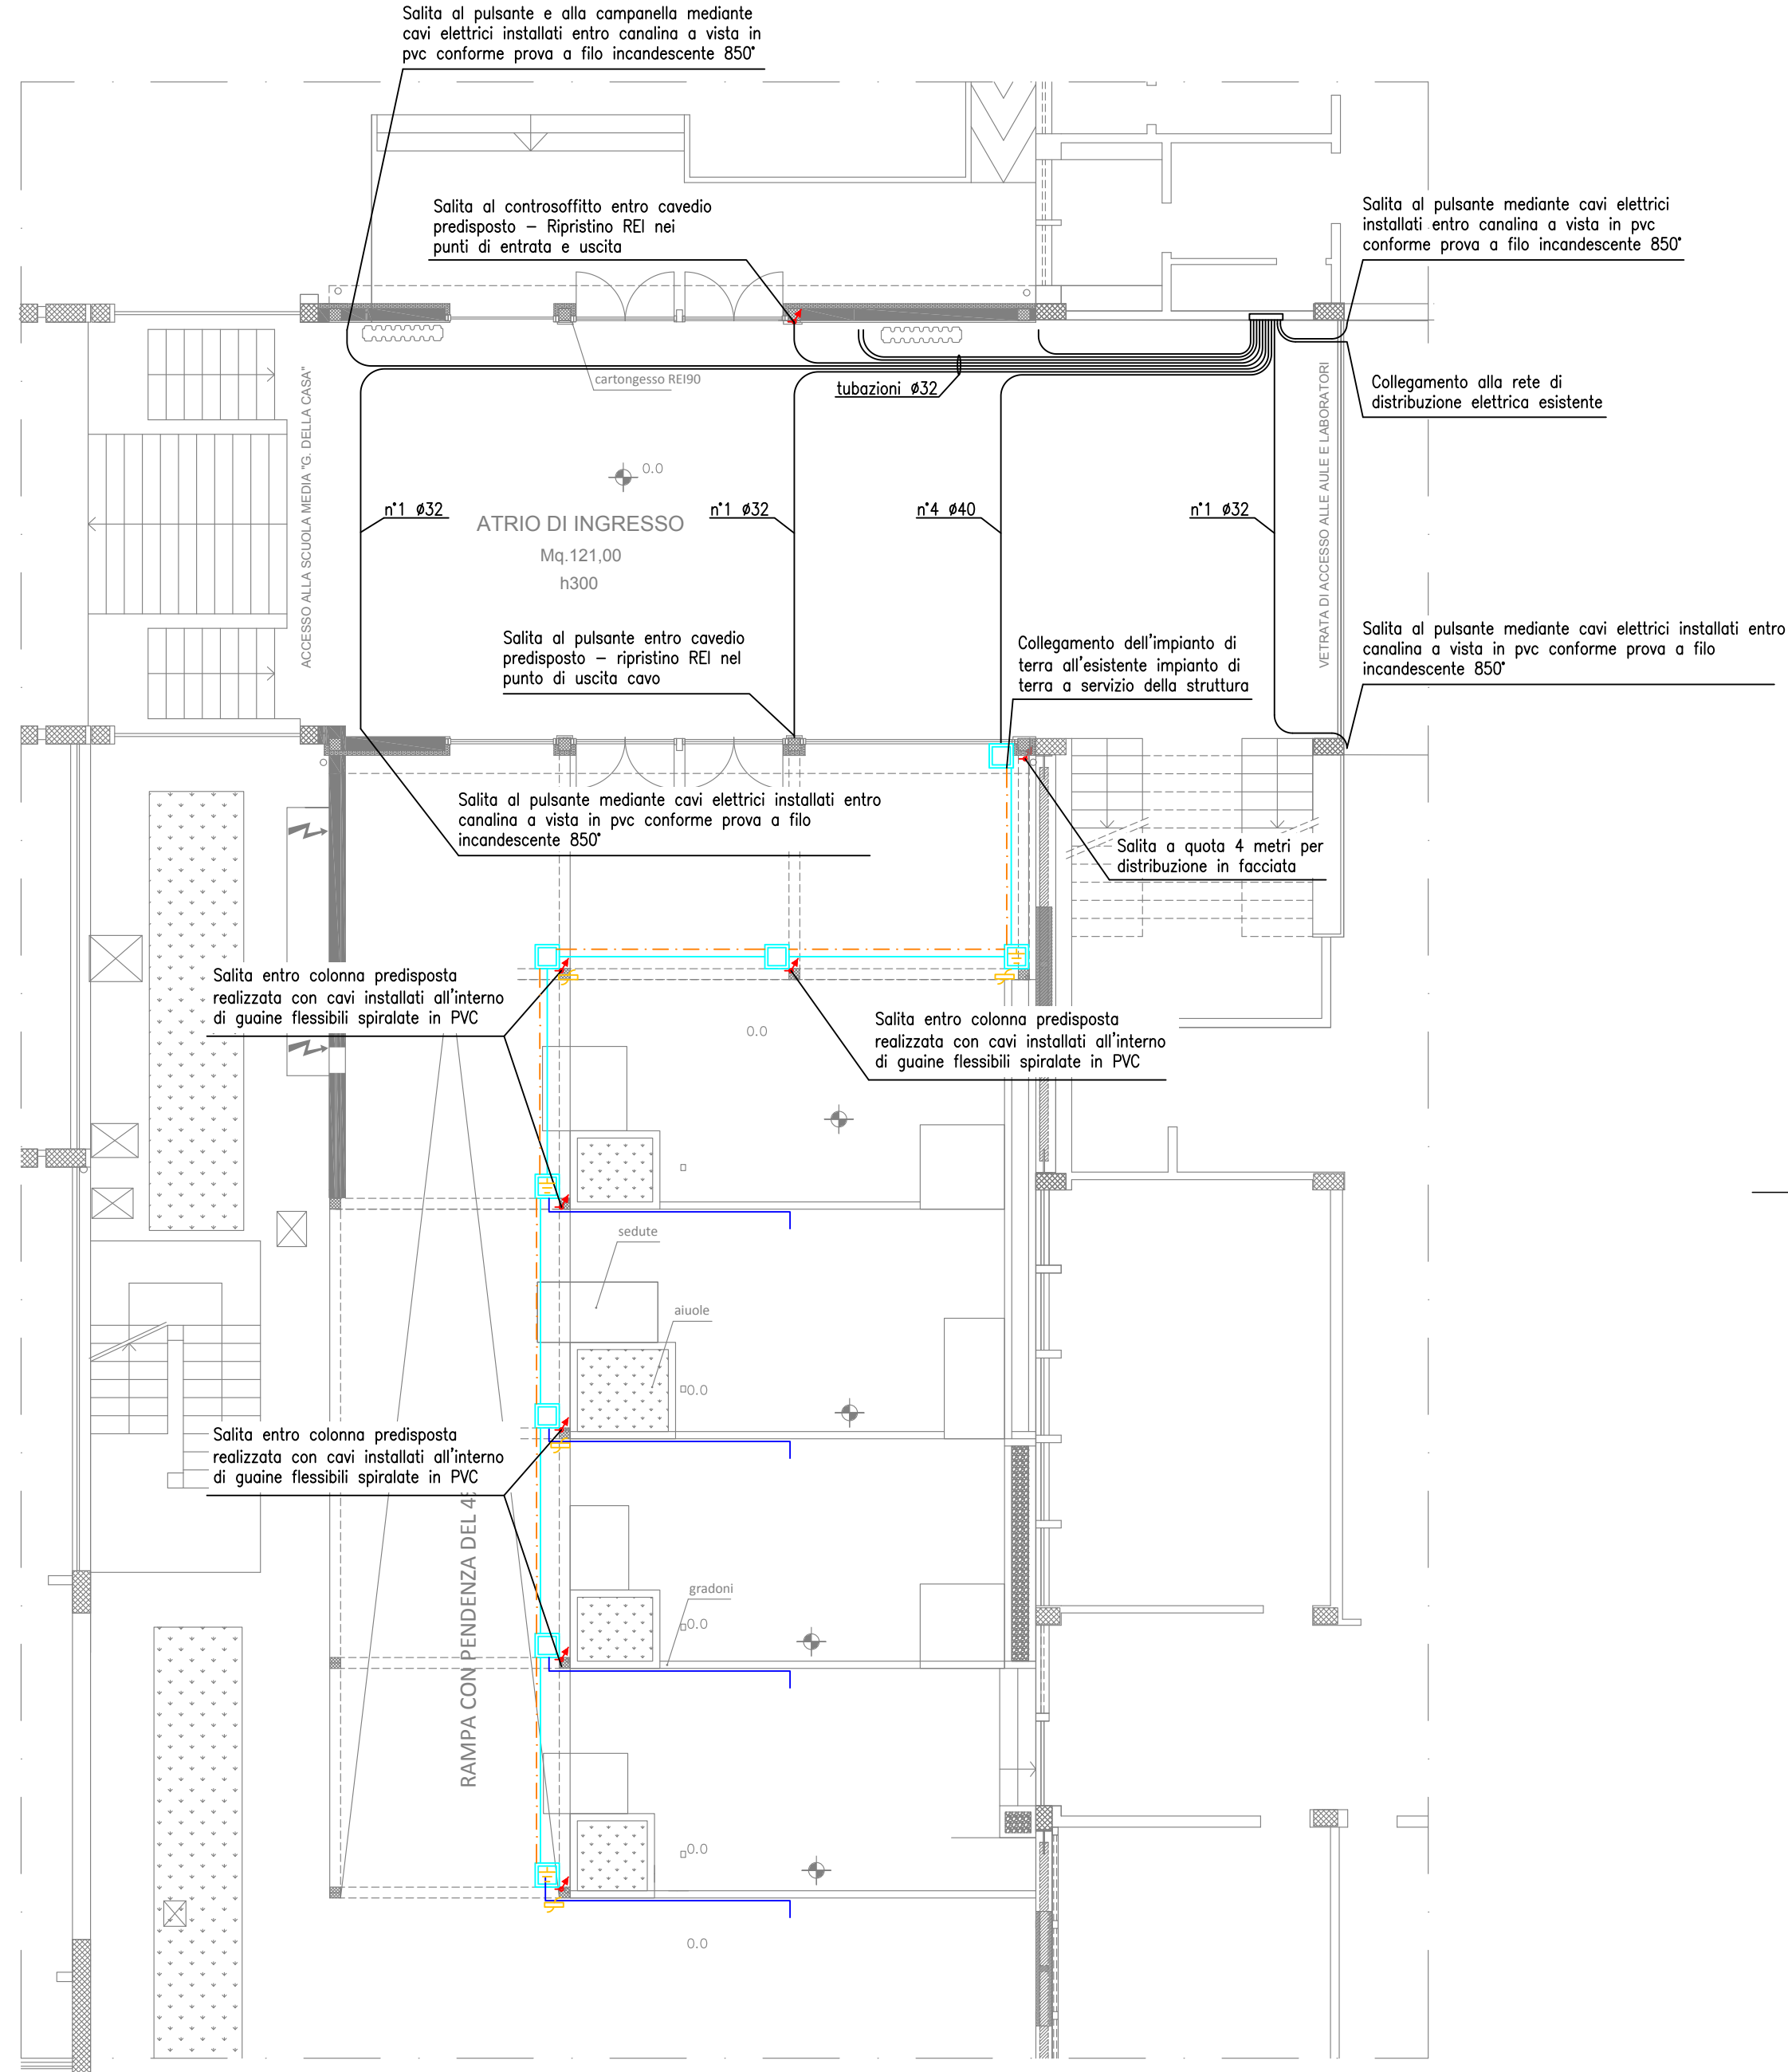 Salita al pulsante e alla campanella mediante
cavi elettrici installati entro canalina a vista in
pvc conforme prova a filo incandescente 850°
Salita al controsoffitto entro cavedio
predisposto – Ripristino REI nei
punti di entrata e uscita
Salita al pulsante mediante cavi elettrici
installati entro canalina a vista in pvc
conforme prova a filo incandescente 850°
cartongesso REI90
tubazioni ø32
Collegamento alla rete di
distribuzione elettrica esistente
ACCESSO ALLA SCUOLA MEDIA "G. DELLA CASA"
VETRATA DI ACCESSO ALLE AULE E LABORATORI
0.0
n°1 ø32
ATRIO DI INGRESSO
Mq.121,00
h300
n°1 ø32
n°4 ø40
n°1 ø32
Salita al pulsante entro cavedio
predisposto – ripristino REI nel
punto di uscita cavo
Collegamento dell'impianto di
terra all'esistente impianto di
terra a servizio della struttura
Salita al pulsante mediante cavi elettrici installati entro
canalina a vista in pvc conforme prova a filo
incandescente 850°
Salita al pulsante mediante cavi elettrici installati entro
canalina a vista in pvc conforme prova a filo
incandescente 850°
Salita a quota 4 metri per
distribuzione in facciata
Salita entro colonna predisposta
realizzata con cavi installati all'interno
di guaine flessibili spiralate in PVC
0.0
Salita entro colonna predisposta
realizzata con cavi installati all'interno
di guaine flessibili spiralate in PVC
sedute
aiuole
0.0
Salita entro colonna predisposta
realizzata con cavi installati all'interno
di guaine flessibili spiralate in PVC
RAMPA CON PENDENZA DEL
gradoni
0.0
0.0
0.0